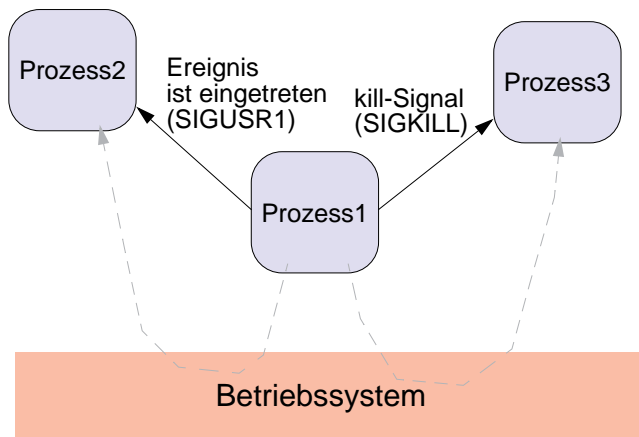 Prozess2
Ereignis
ist eingetreten
(SIGUSR1)
kill-Signal
(SIGKILL)
Prozess3
Prozess1
Betriebssystem